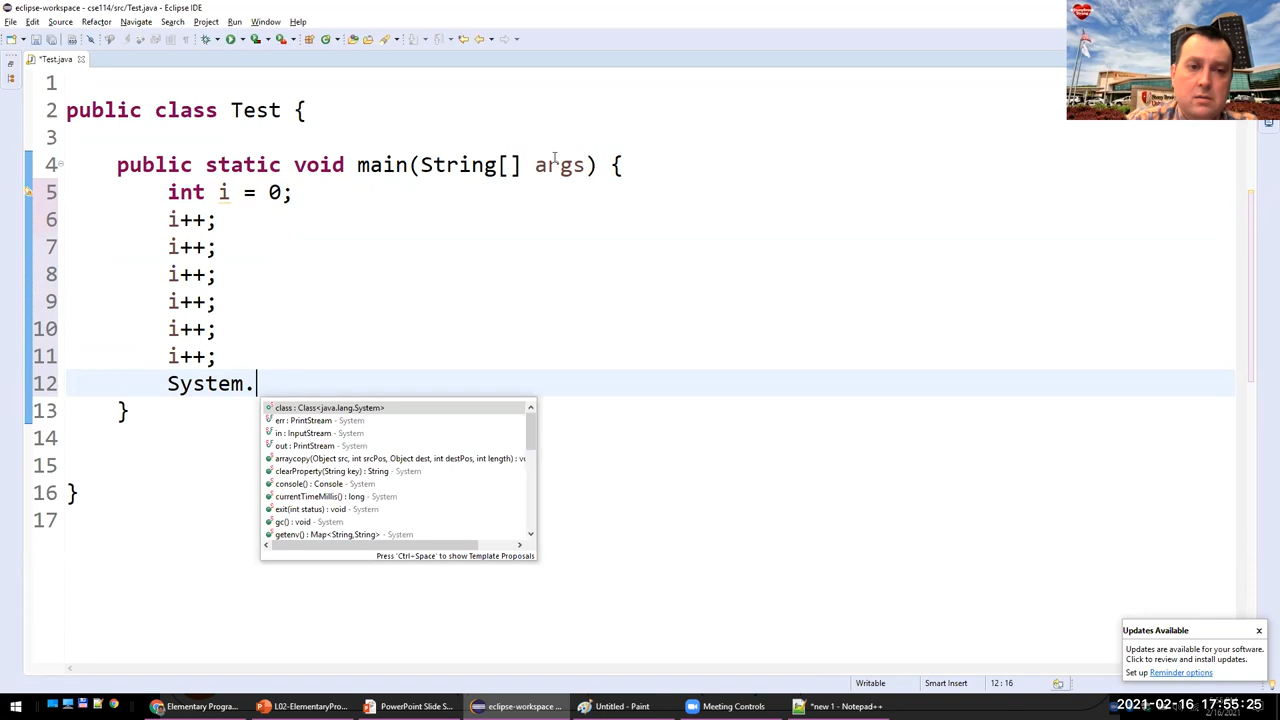 eclipse-workspace - cse114/src/Test.java - Eclipse IDE
File Edit Source Refactor Navigate Search Project Run Window Help
*Test.java
1
2 public class Test {
3
4 public static void main(String[] args) {
5 int i = 0;
6 i++;
7 i++;
8 i++;
9 i++;
10 i++;
11 i++;
12 System.
13 }
14
15
16 }
17
class : Class<java.lang.System>
err : PrintStream - System
in : InputStream - System
out : PrintStream - System
arraycopy(Object src, int srcPos, Object dest, int destPos, int length) : vo
clearProperty(String key) : String - System
console() : Console - System
currentTimeMillis() : long - System
exit(int status) : void - System
gc() : void - System
getenv() : Map<String,String> - System
Press 'Ctrl+Space' to show Template Proposals
Updates Available
Updates are available for your software.
Click to review and install updates.
Set up Reminder options
Writable Smart Insert 12 : 16
Elementary Progra... L02-ElementaryPro... PowerPoint Slide S... eclipse-workspace ... Untitled - Paint Meeting Controls *new 1 - Notepad++
2021-02-16 17:55:25